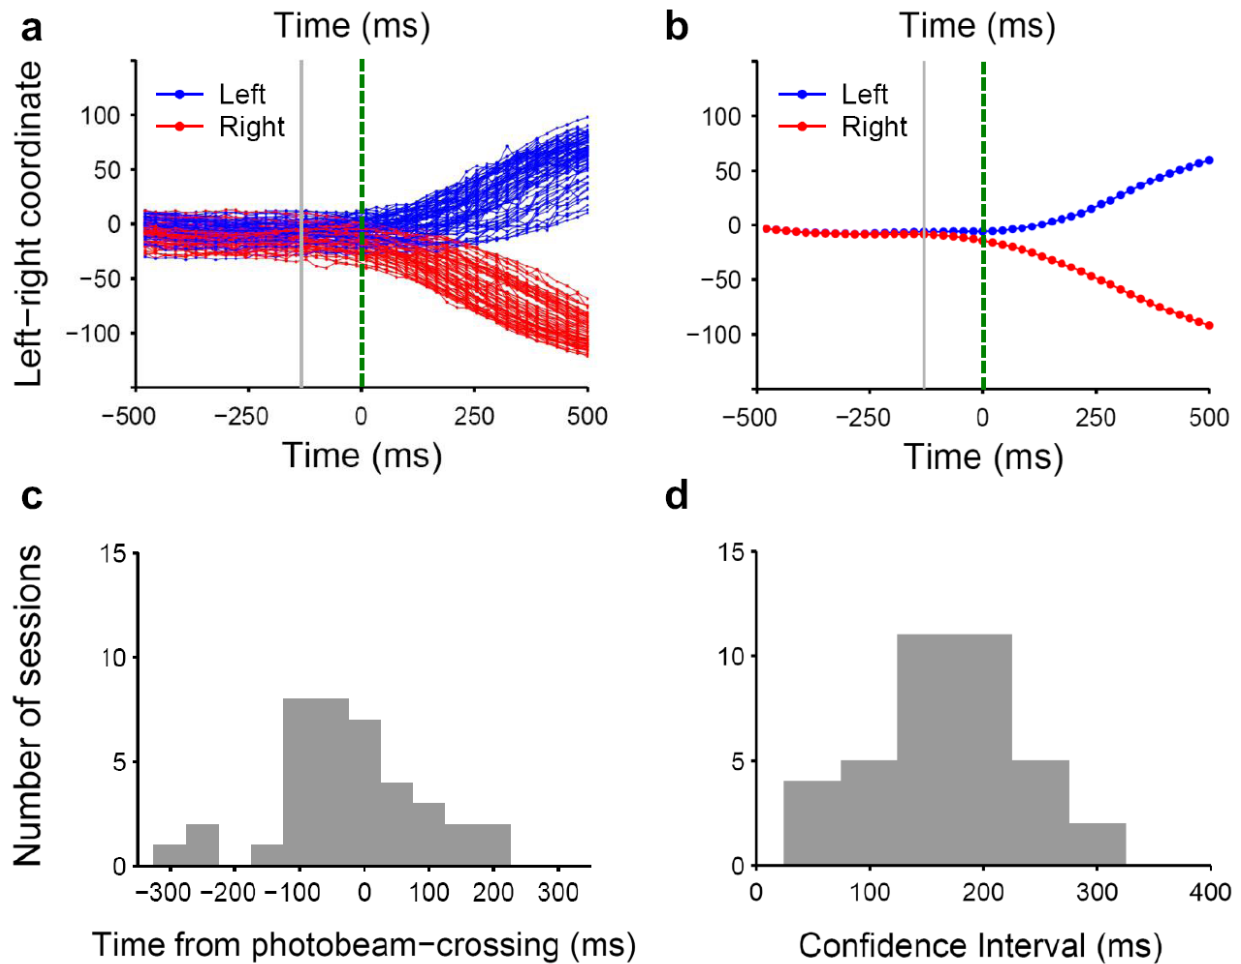 a
Time (ms)
Left−right coordinate
Left
Right
100
50
0
−50
−100
−500
−250
0
250
500
Time (ms)
b
Time (ms)
Left
Right
100
50
0
−50
−100
−500
−250
0
250
500
Time (ms)
c
Number of sessions
15
10
5
0
−300
−200
−100
0
100
200
300
Time from photobeam−crossing (ms)
d
15
10
5
0
0
100
200
300
400
Confidence Interval (ms)